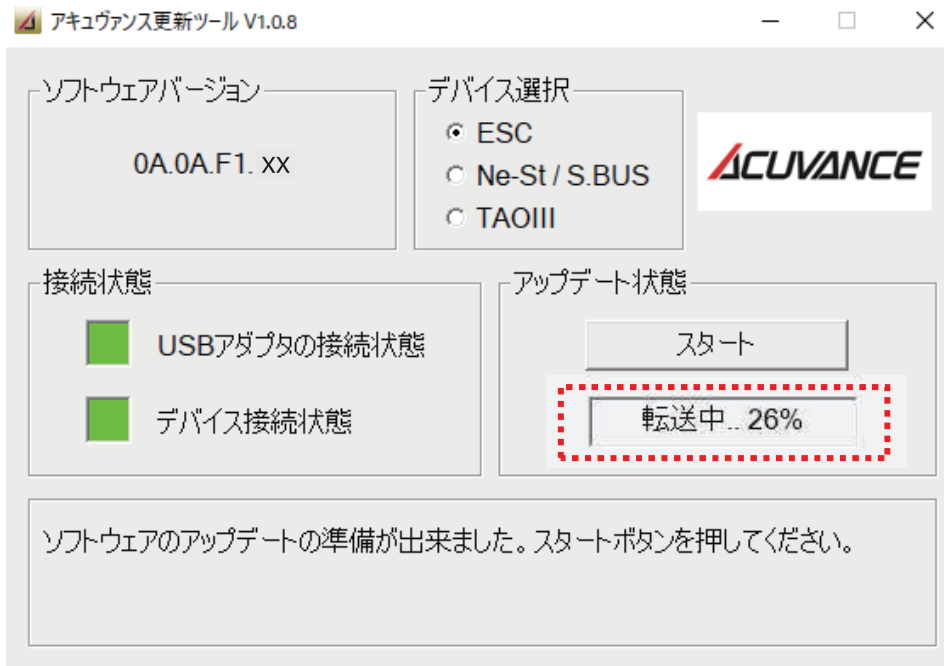 アキュヴァンス更新ツール V1.0.8
ソフトウェアバージョン
0A.0A.F1. XX
デバイス選択
ESC
Ne-St / S.BUS
TAOIII
ACUVANCE
接続状態
USBアダプタの接続状態
デバイス接続状態
アップデート状態
スタート
転送中.. 26%
ソフトウェアのアップデートの準備が出来ました。スタートボタンを押してください。